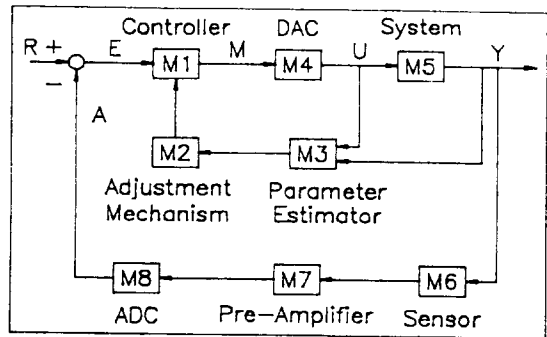 Controller DAC System
R + E M1 M M4 U M5 Y
−
A
M2 M3
Adjustment Mechanism
Parameter Estimator
M8 M7 M6
ADC Pre-Amplifier Sensor